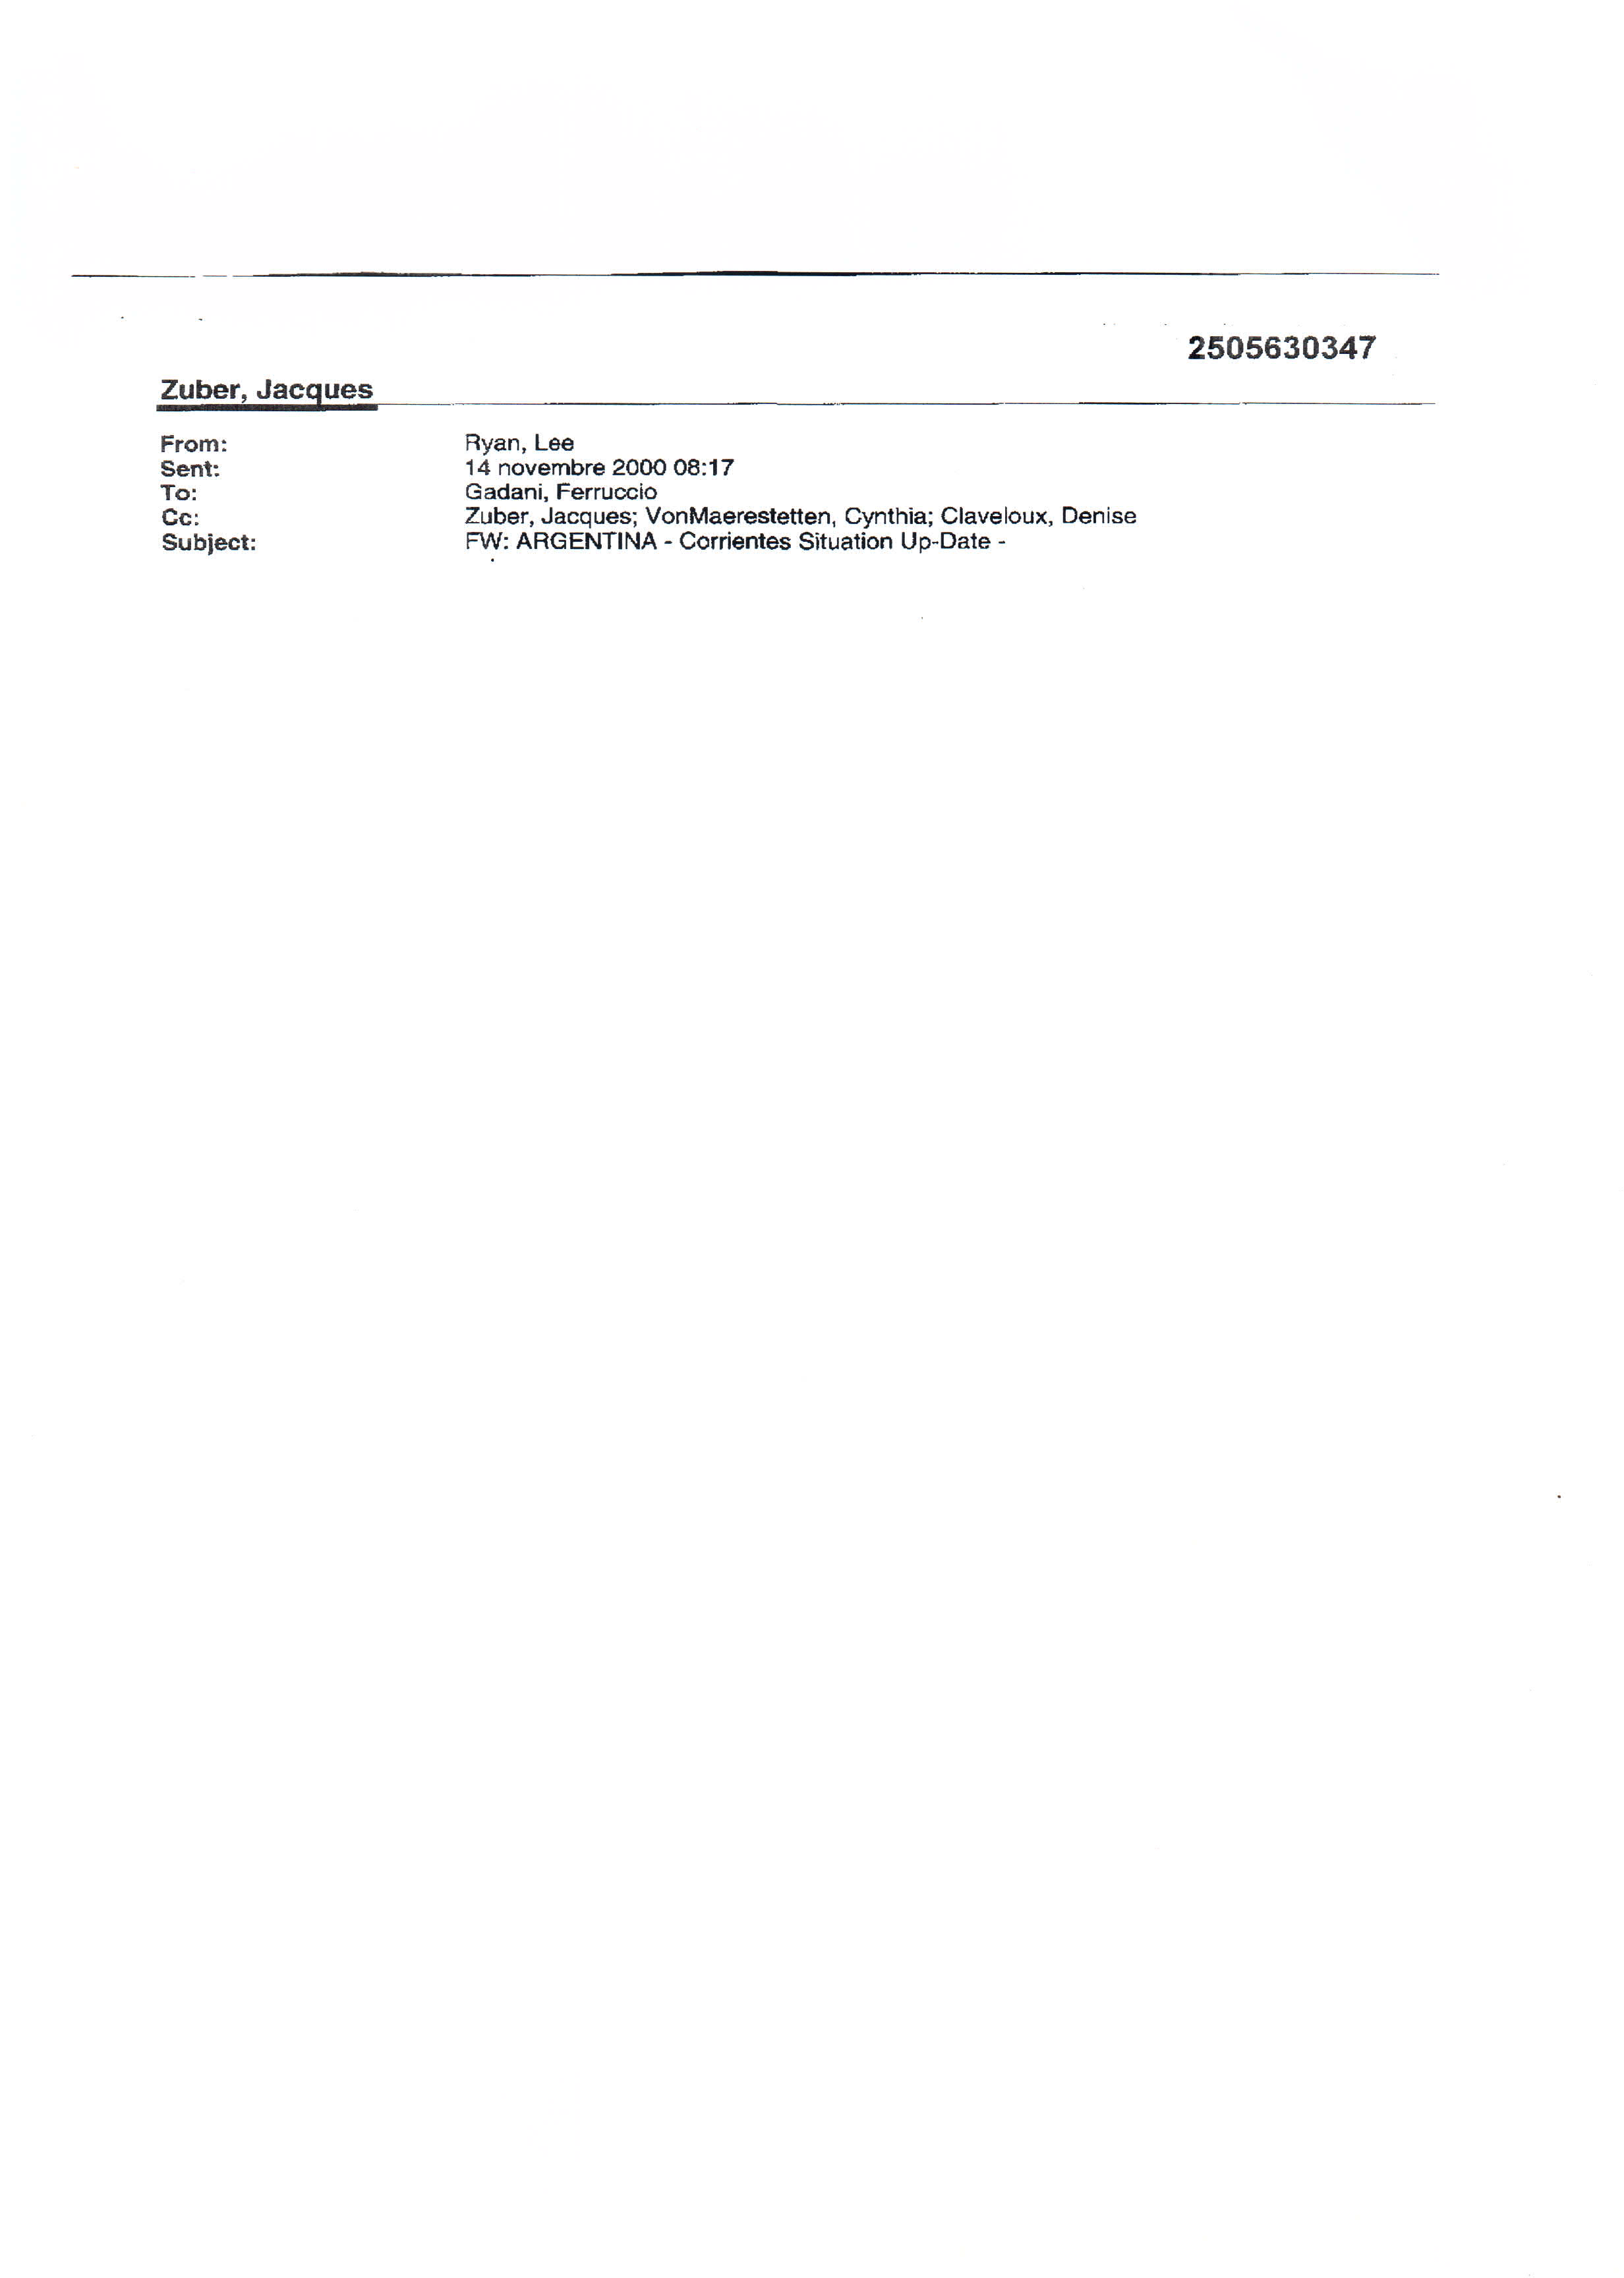 2505630347
Zuber, Jacques
From: Ryan, Lee
Sent: 14 novembre 2000 08:17
To: Gadani, Ferruccio
Cc: Zuber, Jacques; VonMaerestetten, Cynthia; Claveloux, Denise
Subject: FW: ARGENTINA - Corrientes Situation Up-Date -